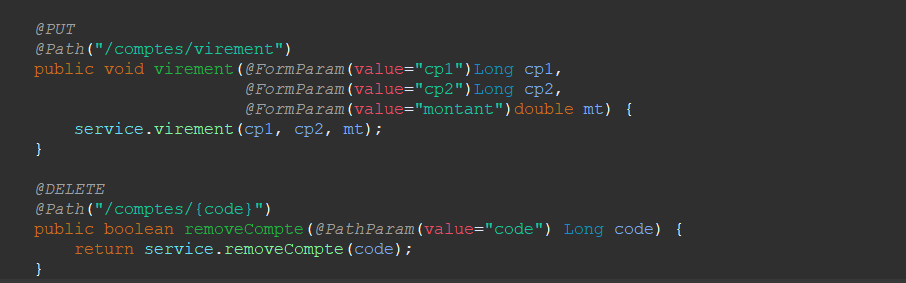 @PUT
@Path("/comptes/virement")
public void virement(@FormParam(value="cp1")Long cp1,
@FormParam(value="cp2")Long cp2,
@FormParam(value="montant")double mt) {
service.virement(cp1, cp2, mt);
}
@DELETE
@Path("/comptes/{code}")
public boolean removeCompte(@PathParam(value="code") Long code) {
return service.removeCompte(code);
}